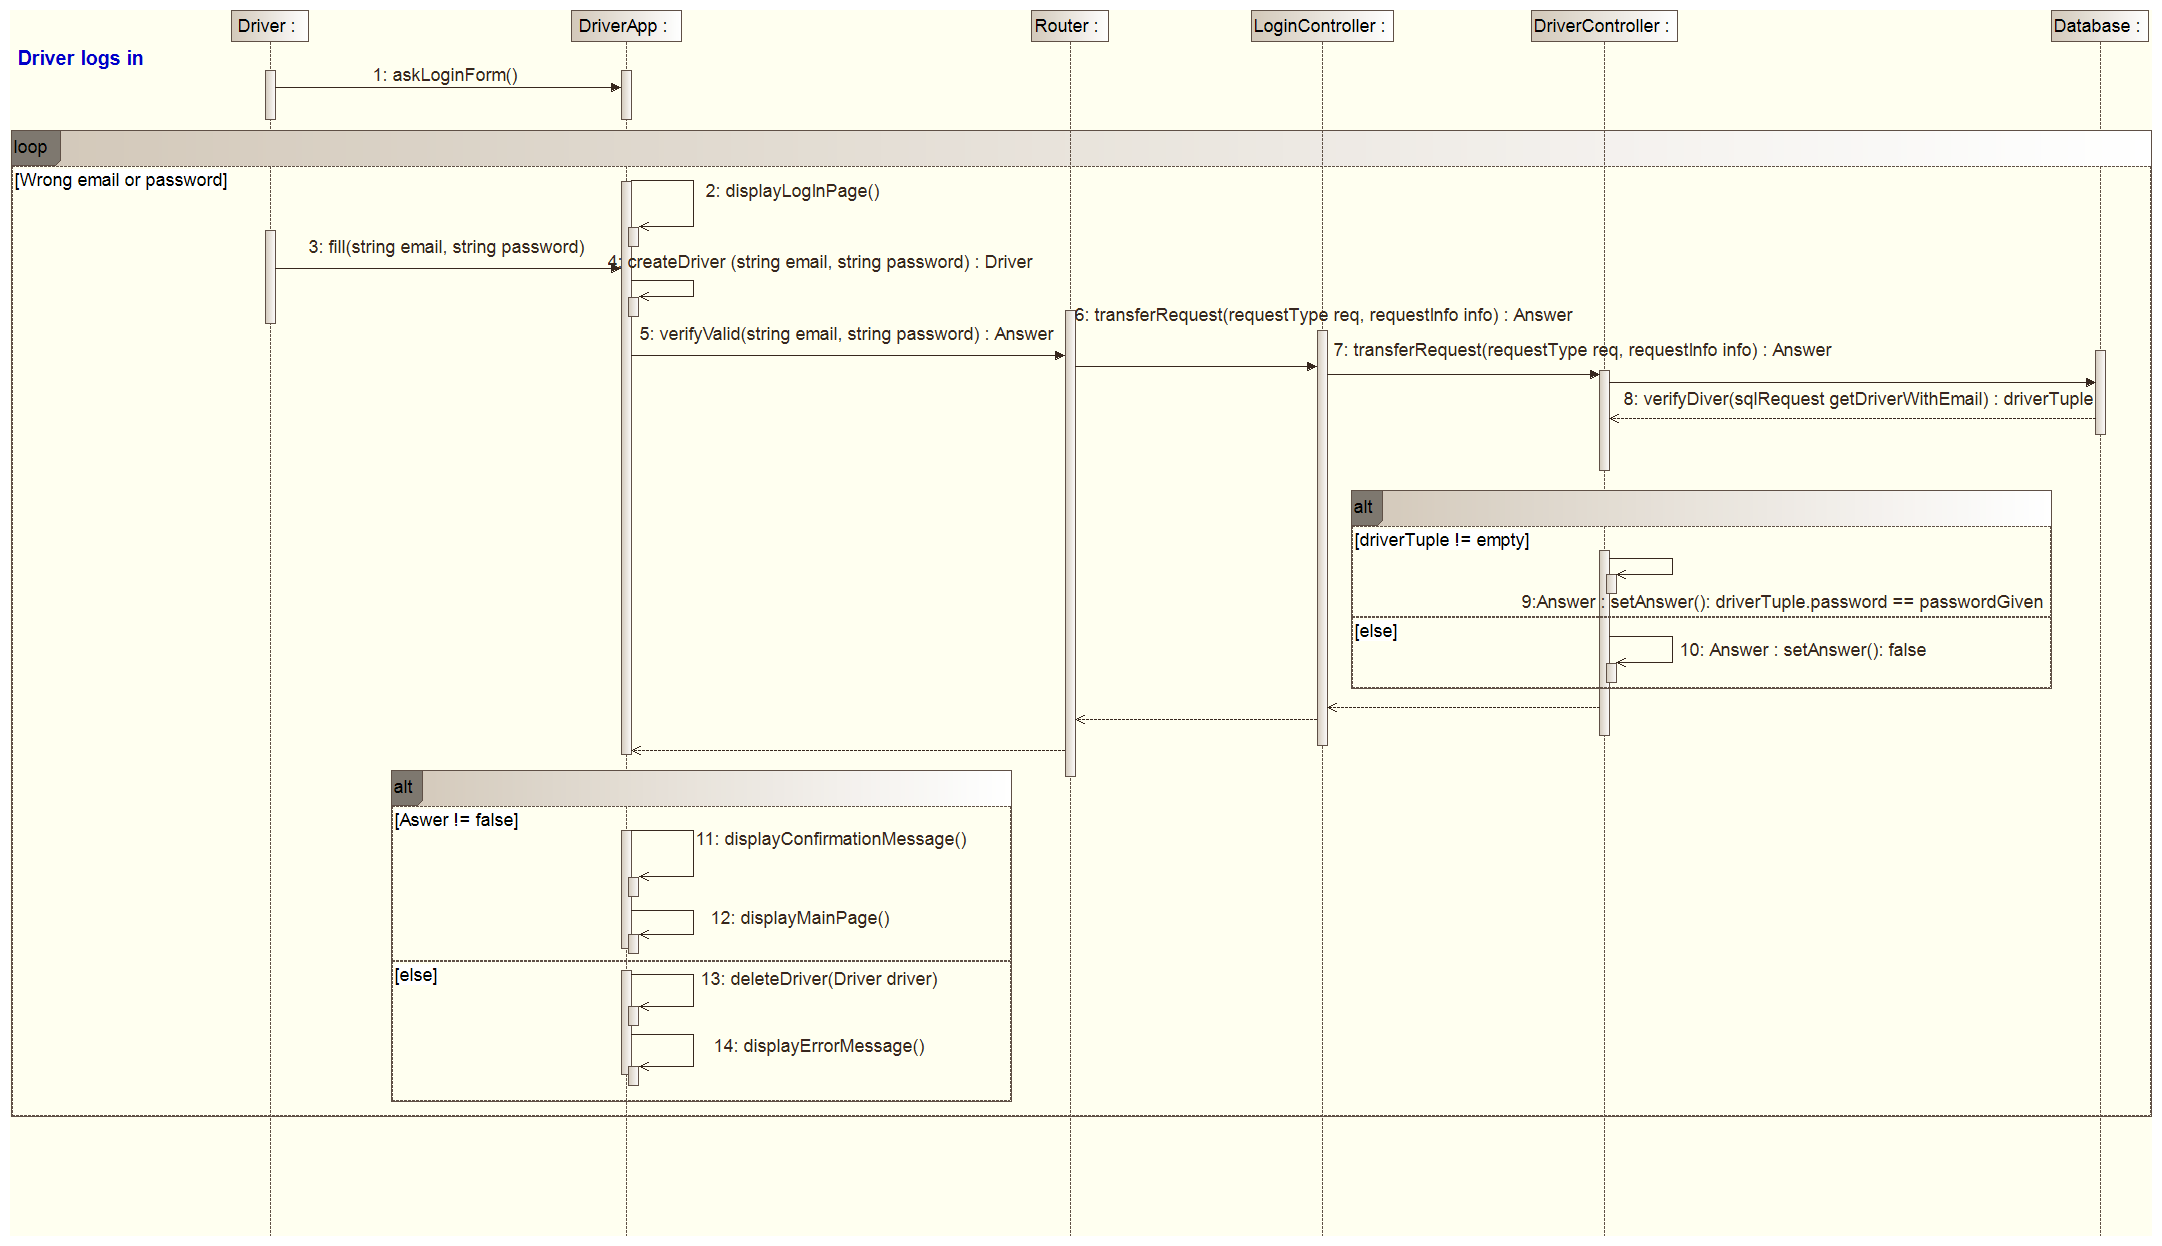 Driver :
DriverApp :
Router :
LoginController :
DriverController :
Database :
Driver logs in
1: askLoginForm()
loop
[Wrong email or password]
2: displayLogInPage()
3: fill(string email, string password)
4: createDriver (string email, string password) : Driver
6: transferRequest(requestType req, requestInfo info) : Answer
5: verifyValid(string email, string password) : Answer
7: transferRequest(requestType req, requestInfo info) : Answer
8: verifyDiver(sqlRequest getDriverWithEmail) : driverTuple
alt
[driverTuple != empty]
9:Answer : setAnswer(): driverTuple.password == passwordGiven
[else]
10: Answer : setAnswer(): false
alt
[Aswer != false]
11: displayConfirmationMessage()
12: displayMainPage()
[else]
13: deleteDriver(Driver driver)
14: displayErrorMessage()